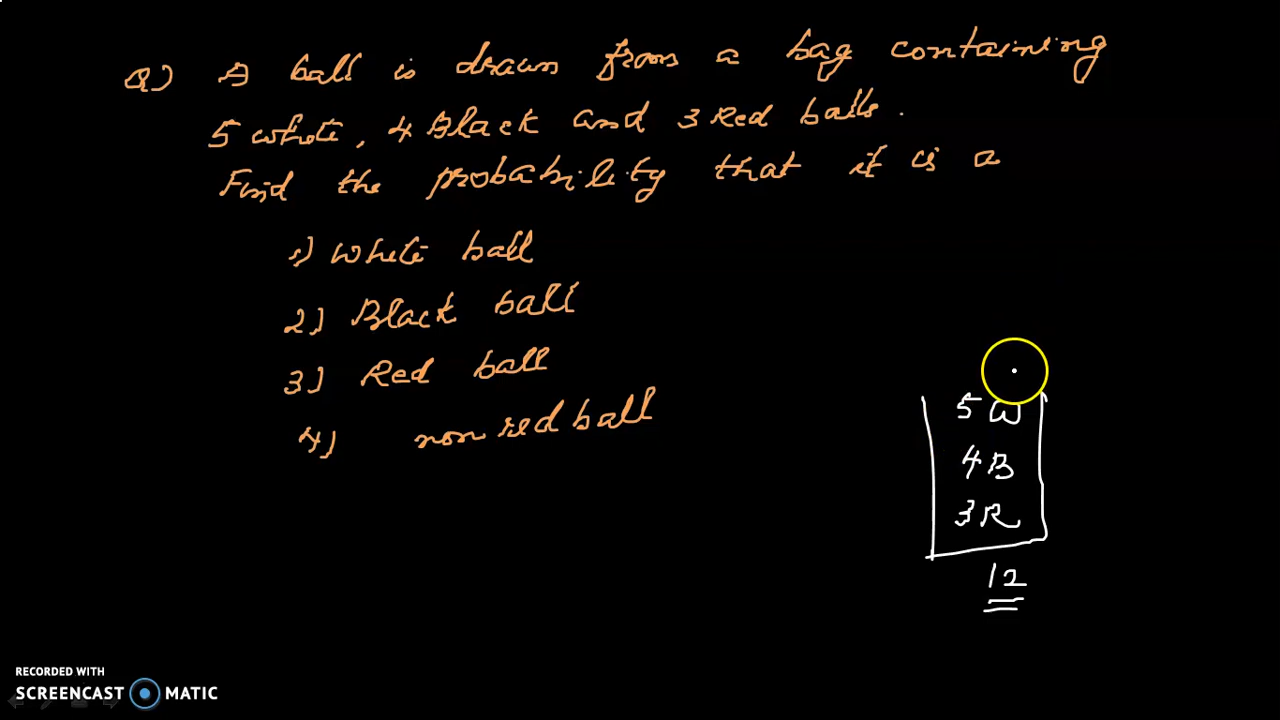 Q) A ball is drawn from a bag containing
5 white, 4 Black and 3 Red balls.
Find the probability that it is a
1) White ball
2) Black ball
3) Red ball
4) non red ball
5 W
4 B
3 R
12
RECORDED WITH
SCREENCAST MATIC